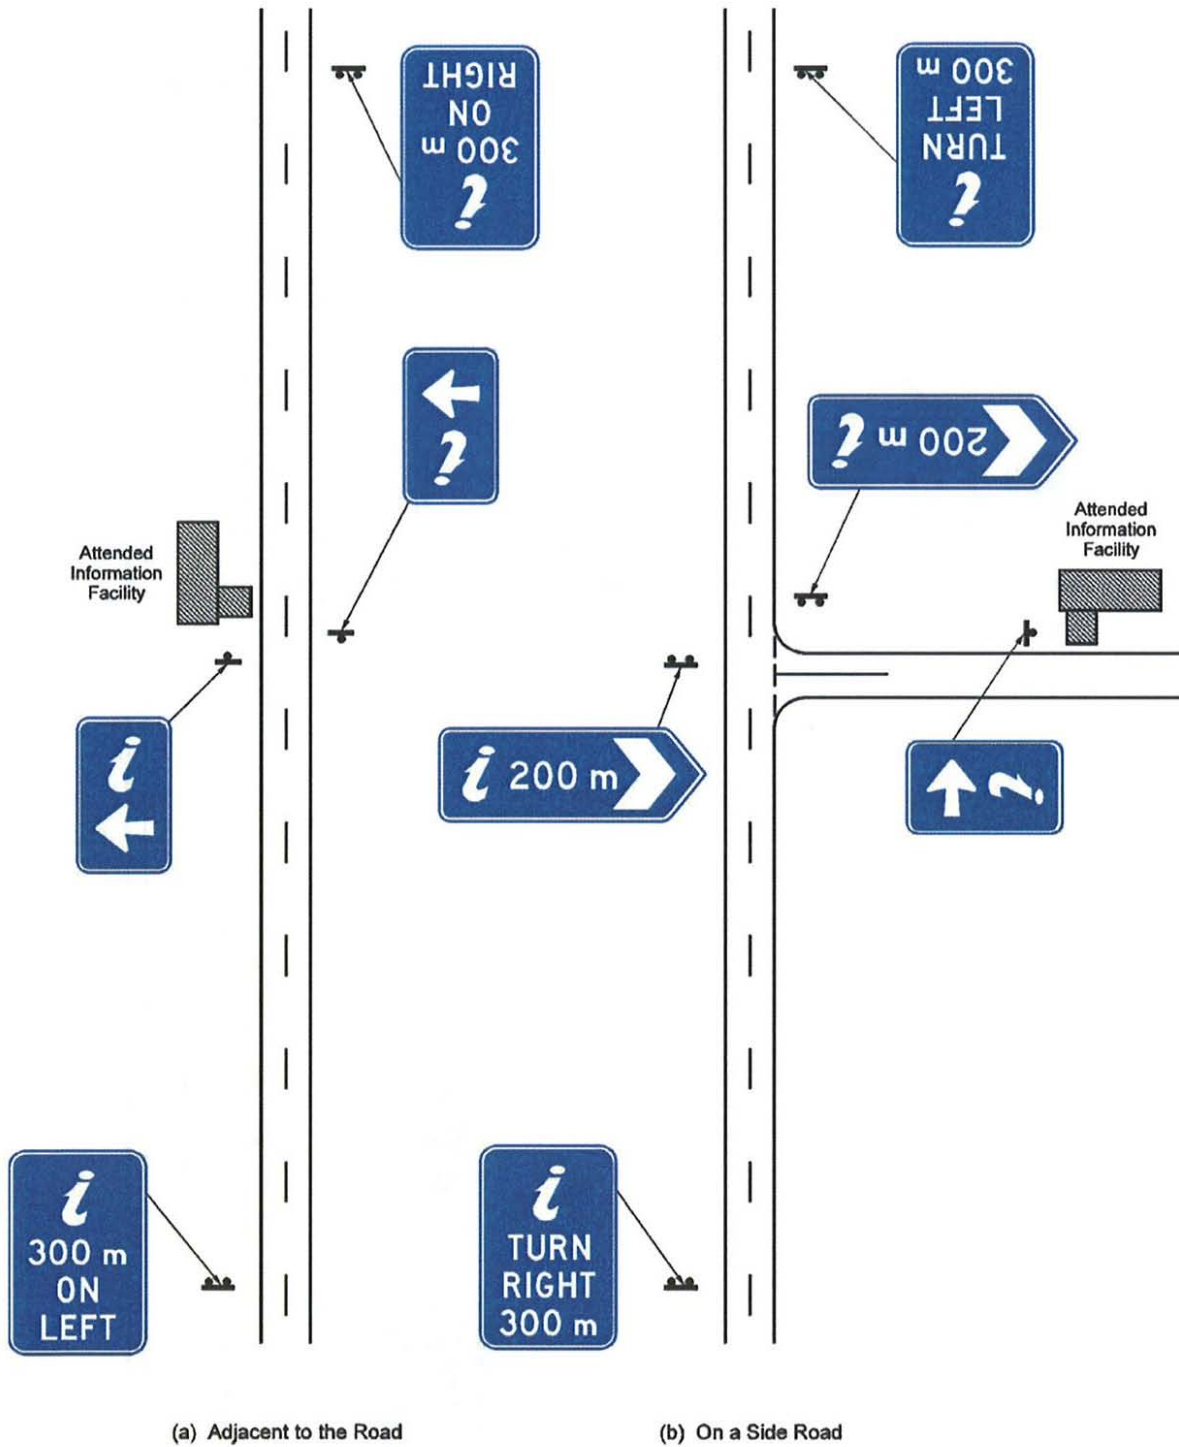 i
300 m
ON
RIGHT
i
TURN
LEFT
300 m
i
i 200 m
Attended
Information
Facility
Attended
Information
Facility
i
i 200 m
i
i
300 m
ON
LEFT
i
TURN
RIGHT
300 m
(a) Adjacent to the Road
(b) On a Side Road